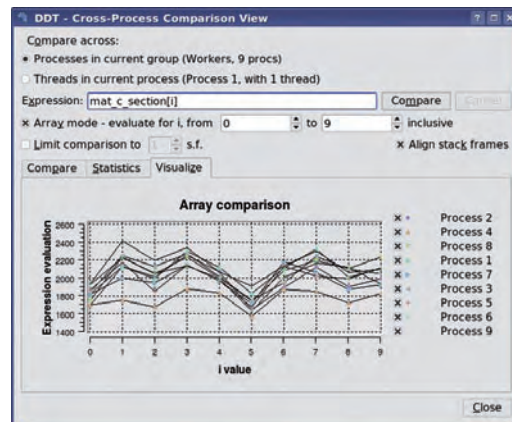 DDT - Cross-Process Comparison View
Compare across:
Processes in current group (Workers, 9 procs)
Threads in current process (Process 1, with 1 thread)
Expression: mat_c_section[i] Compare Cancel
Array mode - evaluate for i, from 0 to 9 inclusive
Limit comparison to 1 s.f. Align stack frames
Compare Statistics Visualize
Array comparison
Expression evaluation
2600
2400
2200
2000
1800
1600
1400
0 1 2 3 4 5 6 7 8 9
i value
Process 2
Process 4
Process 8
Process 1
Process 7
Process 3
Process 5
Process 6
Process 9
Close